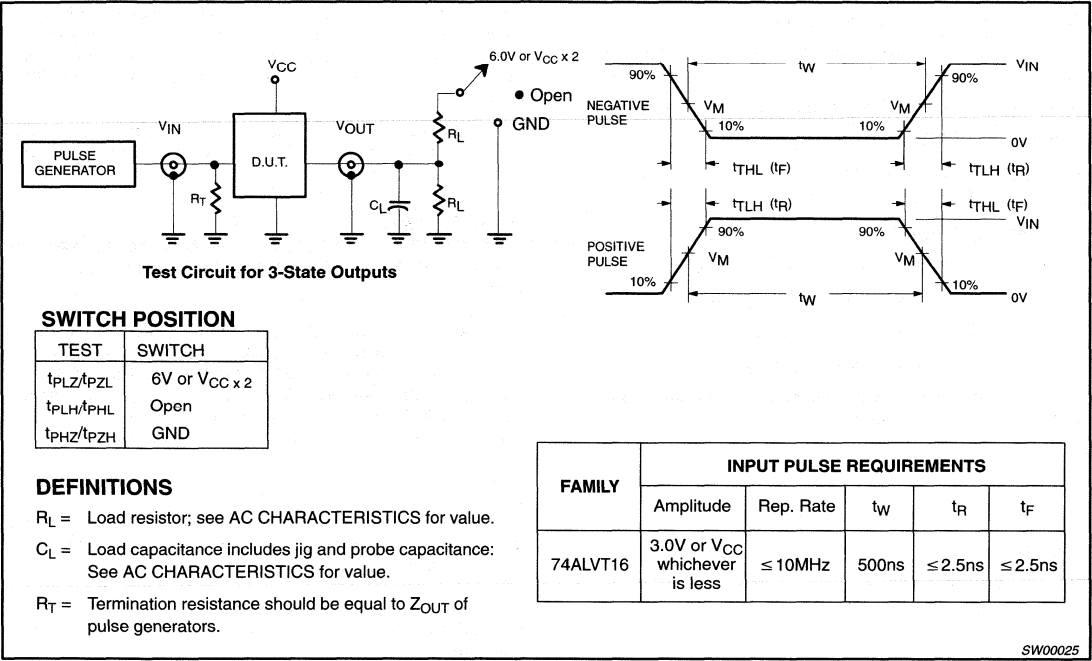 6.0V or VCC x 2
Open
GND
VCC
VIN
VOUT
PULSE
GENERATOR
D.U.T.
RT
CL
RL
RL
Test Circuit for 3-State Outputs
tW
VIN
90%
90%
NEGATIVE
PULSE
VM
VM
10%
10%
0V
tTHL (tF)
tTLH (tR)
tTLH (tR)
tTHL (tF)
VIN
90%
90%
POSITIVE
PULSE
VM
VM
10%
10%
tW
0V
SWITCH POSITION
TEST SWITCH
tPLZ/tPZL 6V or VCC x 2
tPLH/tPHL Open
tPHZ/tPZH GND
DEFINITIONS
RL = Load resistor; see AC CHARACTERISTICS for value.
CL = Load capacitance includes jig and probe capacitance:
See AC CHARACTERISTICS for value.
RT = Termination resistance should be equal to ZOUT of
pulse generators.
FAMILY
INPUT PULSE REQUIREMENTS
Amplitude Rep. Rate tW tR tF
74ALVT16
3.0V or VCC
whichever
is less
≤10MHz 500ns ≤2.5ns ≤2.5ns
SW00025